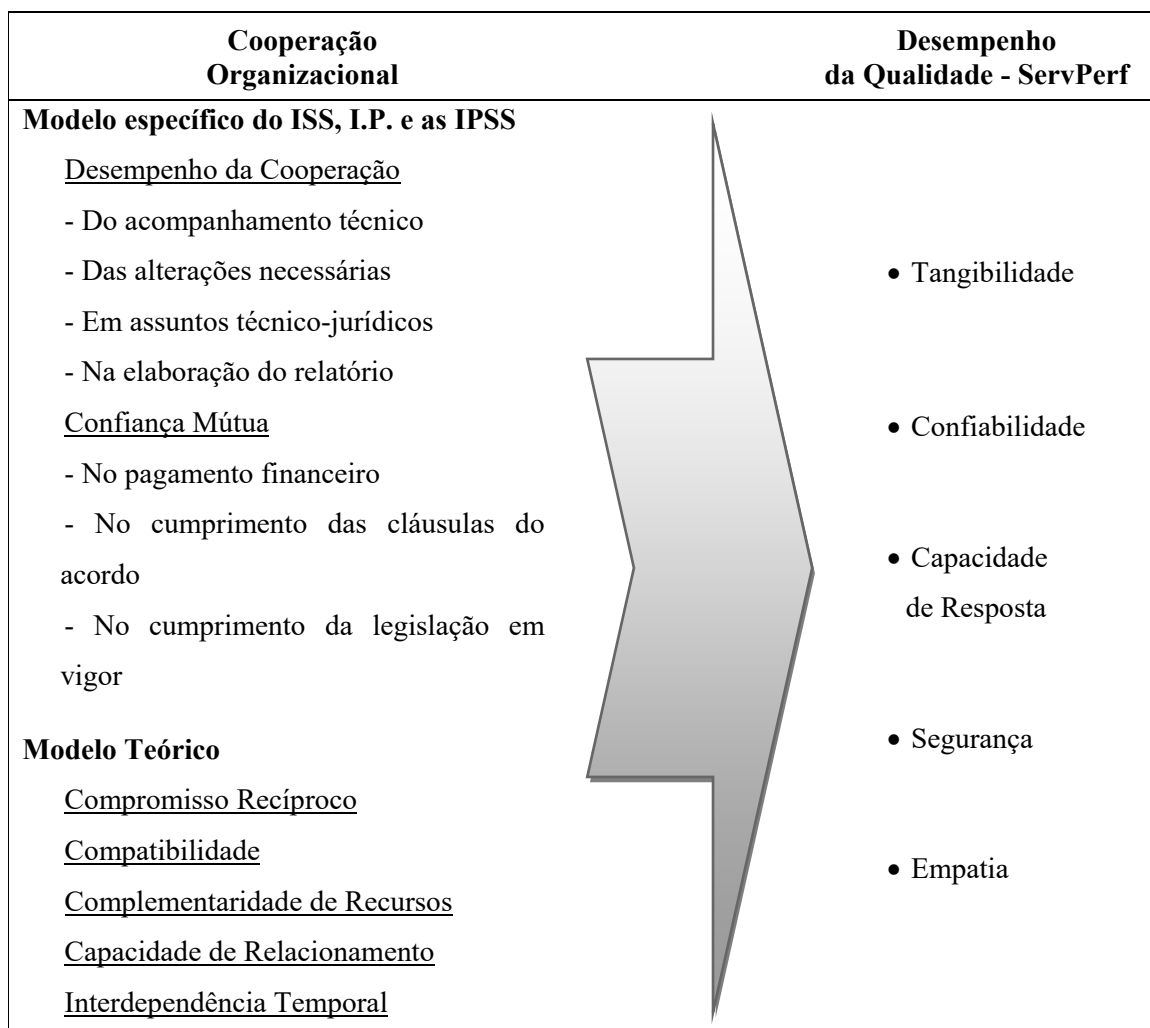 Cooperação
Organizacional
Desempenho
da Qualidade - ServPerf
Modelo específico do ISS, I.P. e as IPSS
Desempenho da Cooperação
- Do acompanhamento técnico
- Das alterações necessárias
- Em assuntos técnico-jurídicos
- Na elaboração do relatório
Confiança Mútua
- No pagamento financeiro
- No cumprimento das cláusulas do
acordo
- No cumprimento da legislação em
vigor
Modelo Teórico
Compromisso Recíproco
Compatibilidade
Complementaridade de Recursos
Capacidade de Relacionamento
Interdependência Temporal
• Tangibilidade
• Confiabilidade
• Capacidade
de Resposta
• Segurança
• Empatia